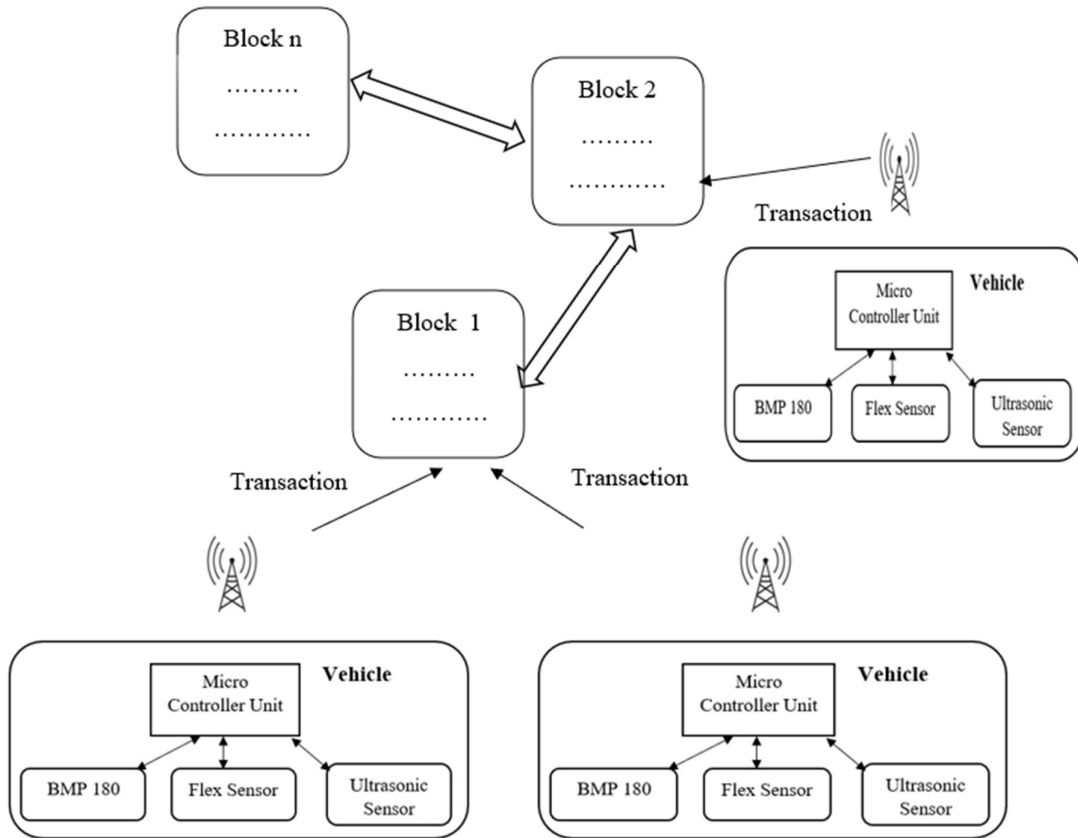 Block n
.........
............
Block 2
.........
............
Transaction
Vehicle
Micro
Controller Unit
BMP 180
Flex Sensor
Ultrasonic
Sensor
Block 1
.........
............
Transaction
Transaction
Vehicle
Micro
Controller Unit
BMP 180
Flex Sensor
Ultrasonic
Sensor
Vehicle
Micro
Controller Unit
BMP 180
Flex Sensor
Ultrasonic
Sensor